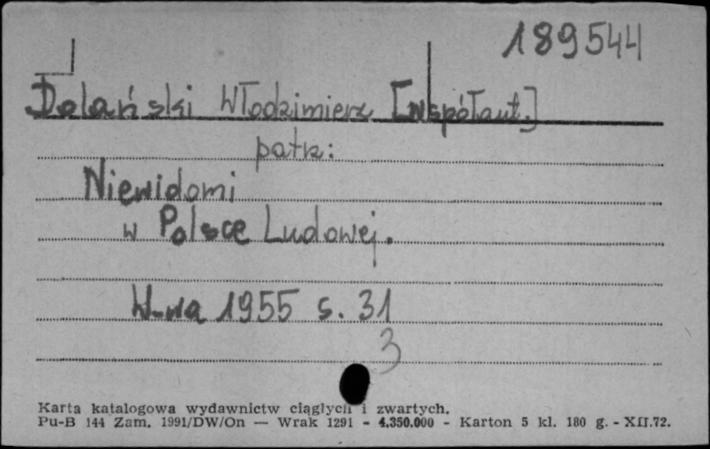 189544
Dolański Włodzimierz [współaut.]
patrz:
Niewidomi
w Polsce Ludowej.
W-wa 1955 s. 31
3
Karta katalogowa wydawnictw ciągłych i zwartych.
Pu-B 144 Zam. 1991/DW/On — Wrak 1291 - 4.350.000 - Karton 5 kl. 180 g. - XII.72.